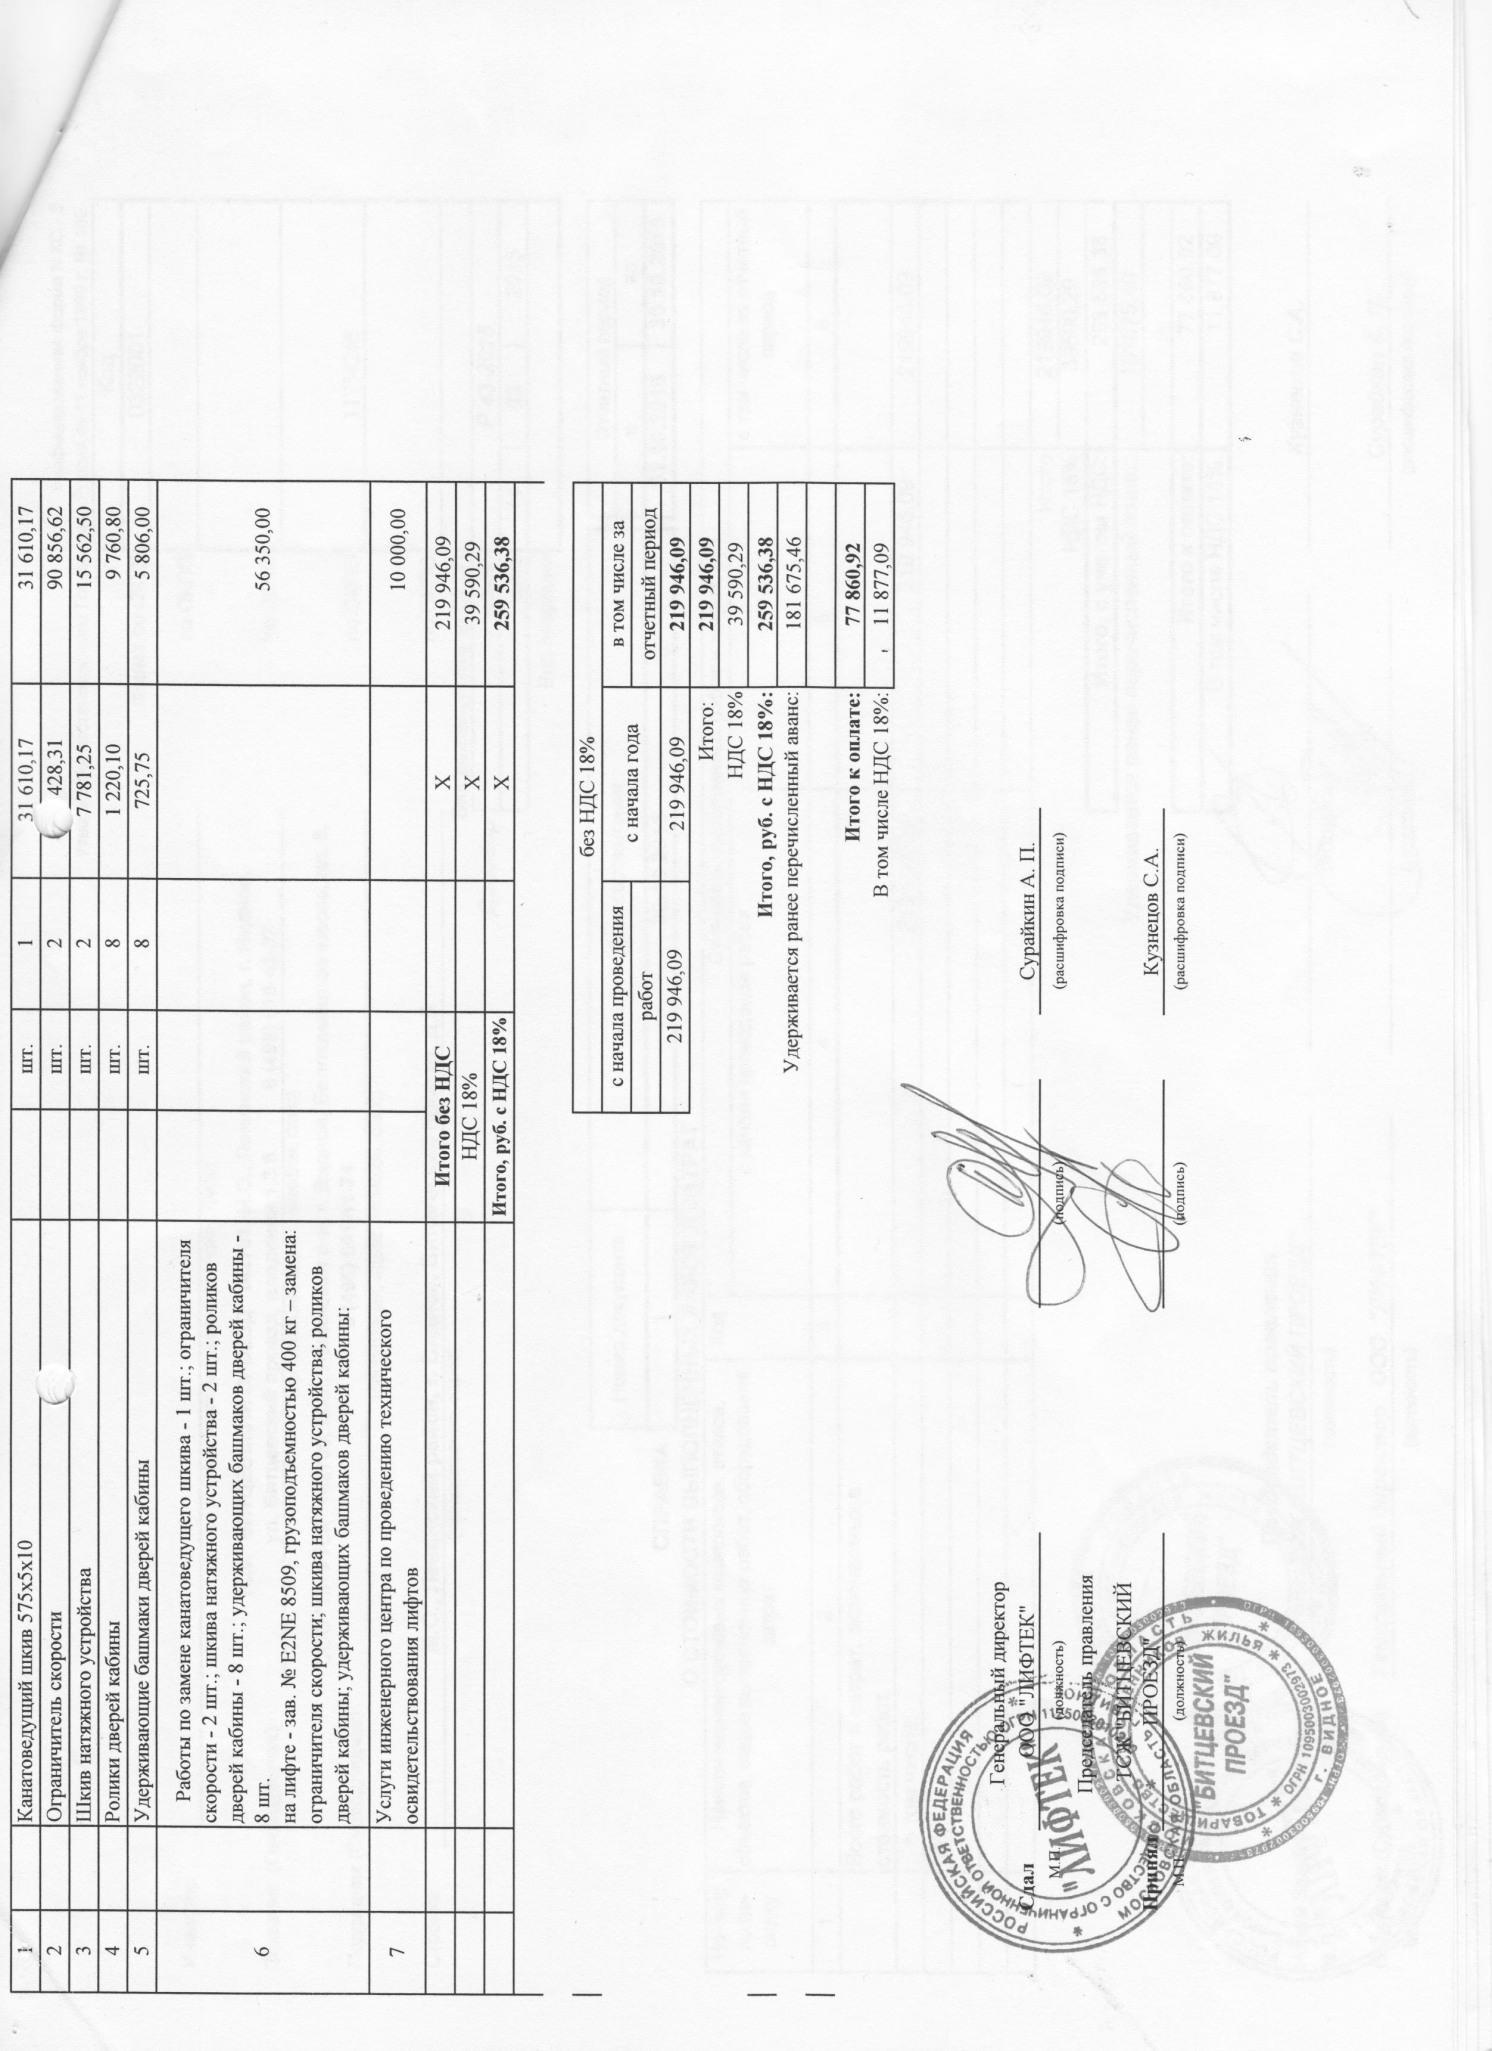 1 Канатоведущий шкив 575х5х10 шт. 1 31 610,17 31 610,17
2 Ограничитель скорости шт. 2 428,31 90 856,62
3 Шкив натяжного устройства шт. 2 7 781,25 15 562,50
4 Ролики дверей кабины шт. 8 1 220,10 9 760,80
5 Удерживающие башмаки дверей кабины шт. 8 725,75 5 806,00
6 Работы по замене канатоведущего шкива - 1 шт.; ограничителя
скорости - 2 шт.; шкива натяжного устройства - 2 шт.; роликов
дверей кабины - 8 шт.; удерживающих башмаков дверей кабины -
8 шт.
на лифте - зав. № E2NE 8509, грузоподъемностью 400 кг – замена:
ограничителя скорости; шкива натяжного устройства; роликов
дверей кабины; удерживающих башмаков дверей кабины:
56 350,00
7 Услуги инженерного центра по проведению технического
освидетельствования лифтов
10 000,00
Итого без НДС X 219 946,09
НДС 18% X 39 590,29
Итого, руб. с НДС 18% X 259 536,38
без НДС 18%
с начала проведения работ с начала года в том числе за отчетный период
219 946,09 219 946,09 219 946,09
Итого: 219 946,09
НДС 18% 39 590,29
Итого, руб. с НДС 18%: 259 536,38
Удерживается ранее перечисленный аванс: 181 675,46
Итого к оплате: 77 860,92
В том числе НДС 18%: 11 877,09
Генеральный директор
Сдал ООО "ЛИФТЕК" Сурайкин А. П.
М.П. (должность) (подпись) (расшифровка подписи)
Председатель правления
ТСЖ"БИТЦЕВСКИЙ
Принял ПРОЕЗД" Кузнецов С.А.
М.П. (должность) (подпись) (расшифровка подписи)
РОССИЙСКАЯ ФЕДЕРАЦИЯ
МОСКОВСКАЯ ОБЛАСТЬ
"ЛИФТЕК"
"БИТЦЕВСКИЙ
ПРОЕЗД"
ОГРН 1095003002973
г. ВИДНОЕ